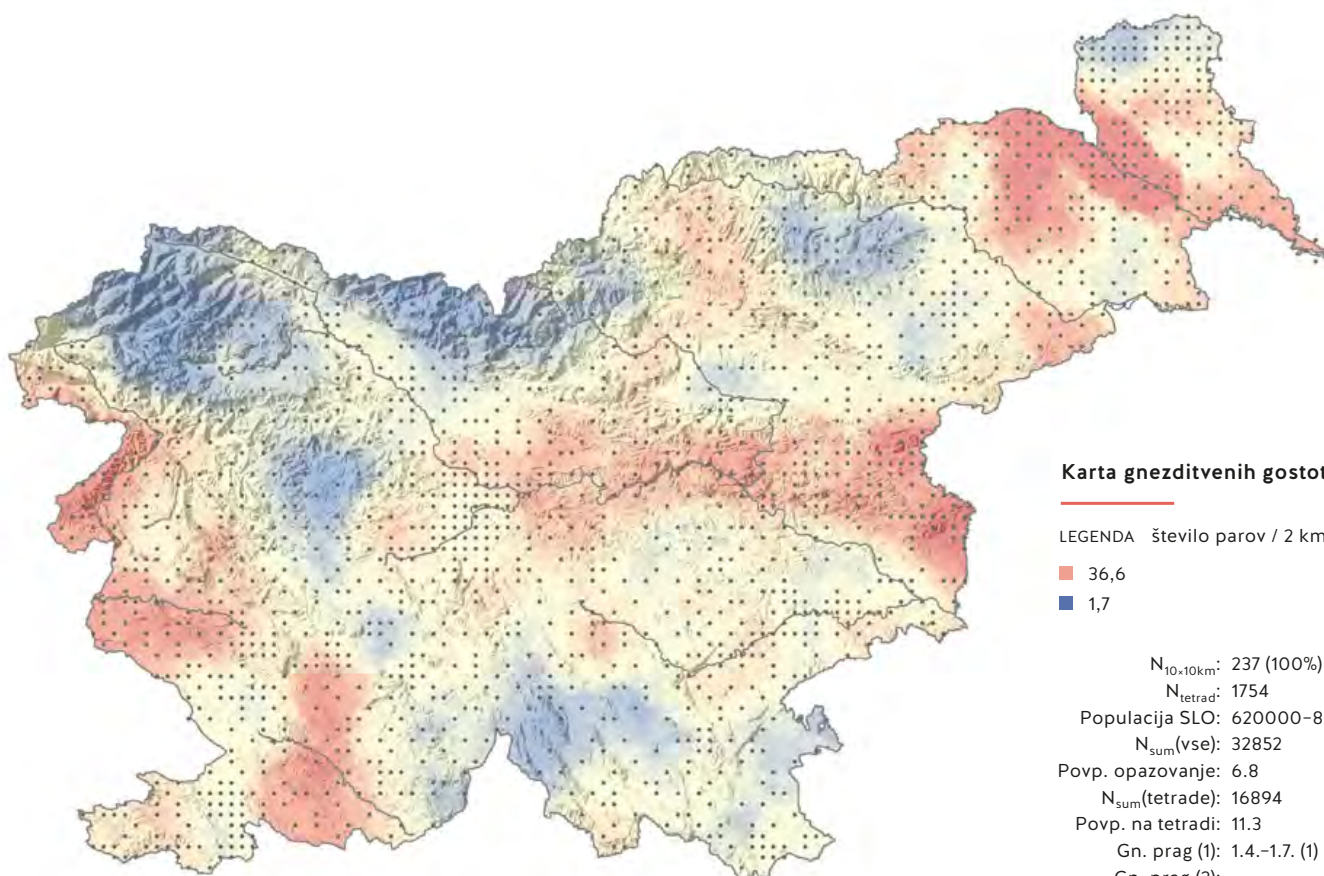 Karta gnezditvenih gostot
LEGENDA število parov / 2 km
36,6
1,7
N10×10km: 237 (100%)
Ntetrad: 1754
Populacija SLO: 620000–8
Nsum(vse): 32852
Povp. opazovanje: 6.8
Nsum(tetrade): 16894
Povp. na tetradi: 11.3
Gn. prag (1): 1.4.–1.7. (1)